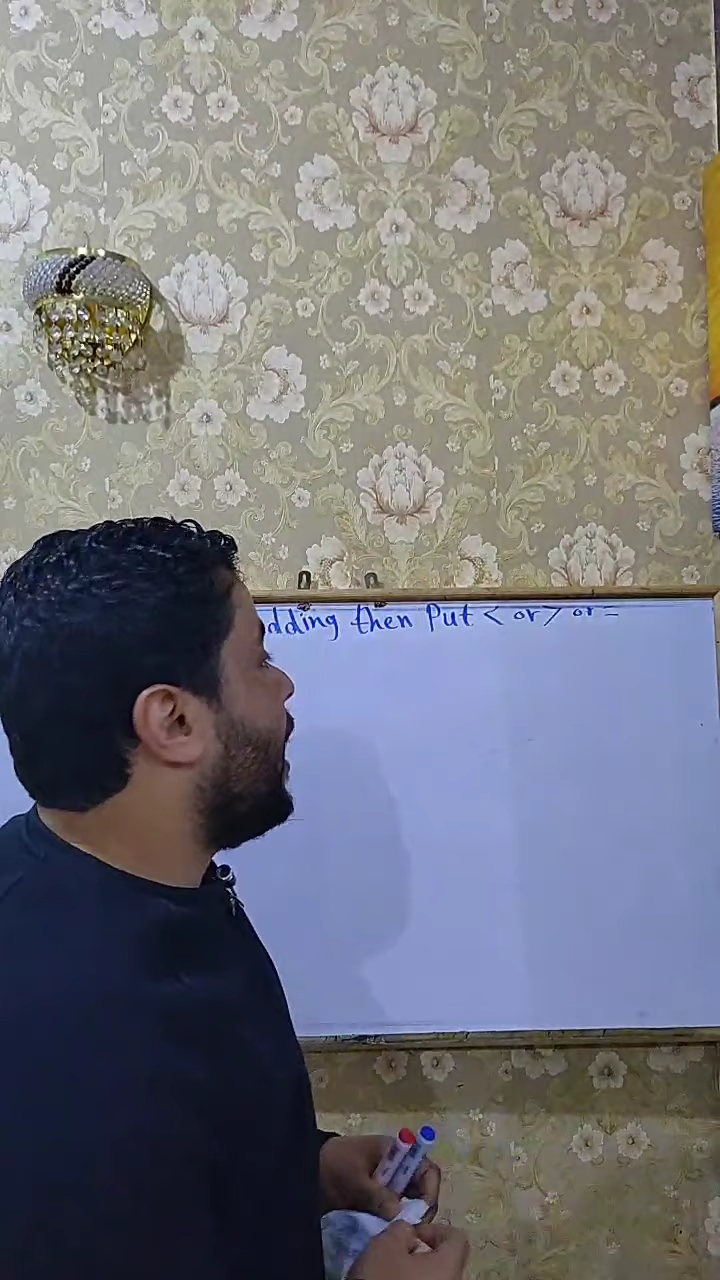 dding then Put < or > or =